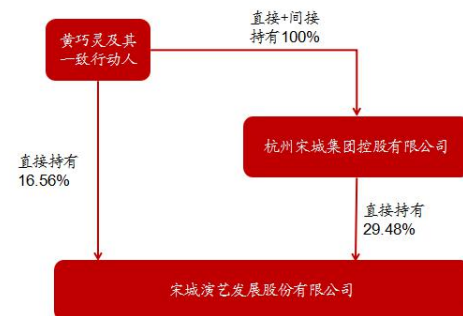 黄巧灵及其
一致行动人
直接+间接
持有100%
杭州宋城集团控股有限公司
直接持有
16.56%
直接持有
29.48%
宋城演艺发展股份有限公司